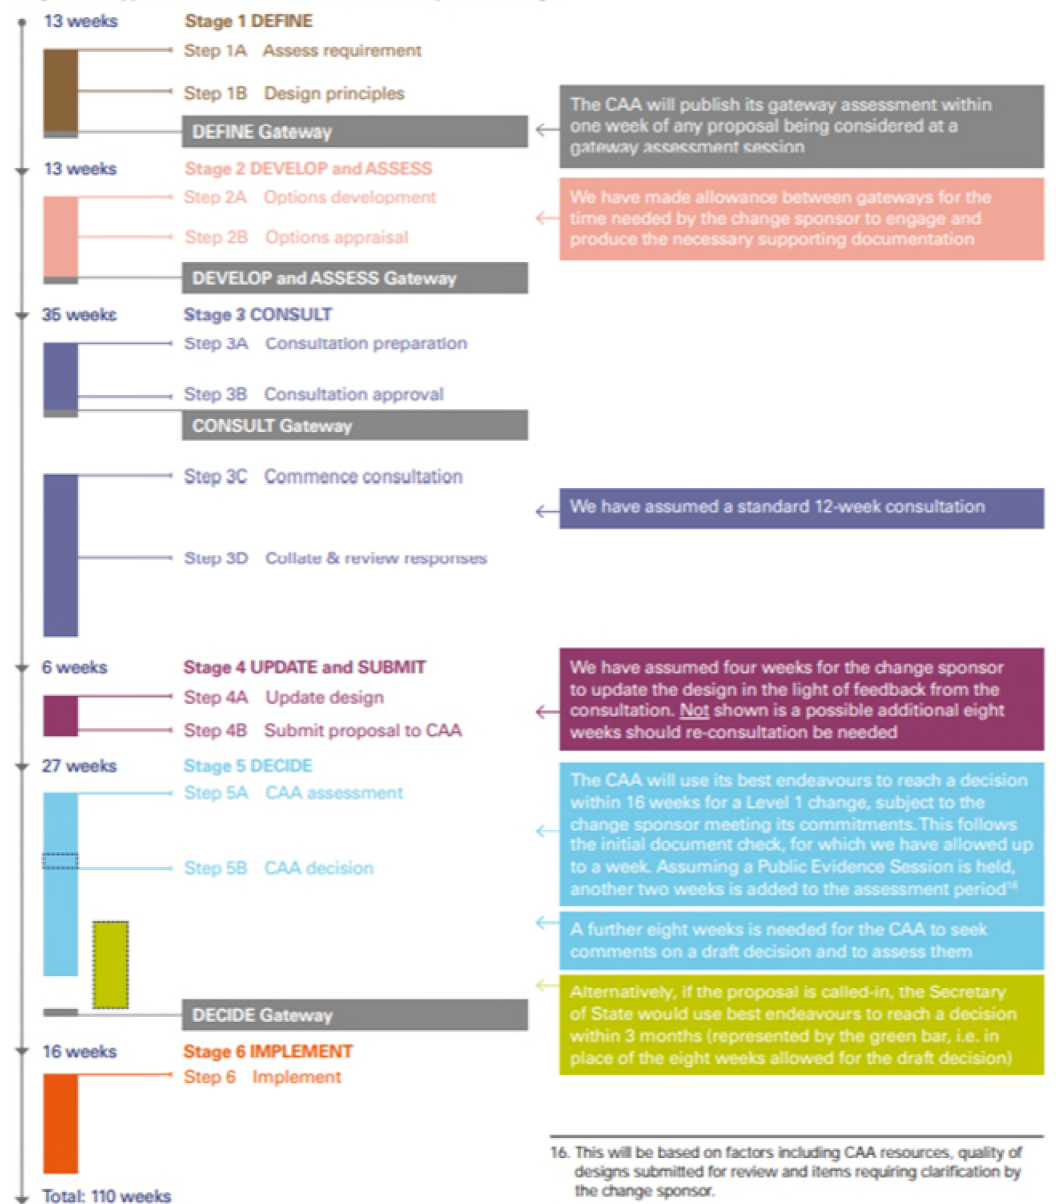 13 weeks Stage 1 DEFINE
Step 1A Assess requirement
Step 1B Design principles
DEFINE Gateway
The CAA will publish its gateway assessment within
one week of any proposal being considered at a
gateway assessment session
13 weeks Stage 2 DEVELOP and ASSESS
Step 2A Options development
Step 2B Options appraisal
DEVELOP and ASSESS Gateway
We have made allowance between gateways for the
time needed by the change sponsor to engage and
produce the necessary supporting documentation
35 weeks Stage 3 CONSULT
Step 3A Consultation preparation
Step 3B Consultation approval
CONSULT Gateway
Step 3C Commence consultation
Step 3D Collate & review responses
We have assumed a standard 12-week consultation
6 weeks Stage 4 UPDATE and SUBMIT
Step 4A Update design
Step 4B Submit proposal to CAA
We have assumed four weeks for the change sponsor
to update the design in the light of feedback from the
consultation. Not shown is a possible additional eight
weeks should re-consultation be needed
27 weeks Stage 5 DECIDE
Step 5A CAA assessment
Step 5B CAA decision
The CAA will use its best endeavours to reach a decision
within 16 weeks for a Level 1 change, subject to the
change sponsor meeting its commitments. This follows
the initial document check, for which we have allowed up
to a week. Assuming a Public Evidence Session is held,
another two weeks is added to the assessment period16
A further eight weeks is needed for the CAA to seek
comments on a draft decision and to assess them
DECIDE Gateway
Alternatively, if the proposal is called-in, the Secretary
of State would use best endeavours to reach a decision
within 3 months (represented by the green bar, i.e. in
place of the eight weeks allowed for the draft decision)
16 weeks Stage 6 IMPLEMENT
Step 6 Implement
Total: 110 weeks
16. This will be based on factors including CAA resources, quality of
designs submitted for review and items requiring clarification by
the change sponsor.